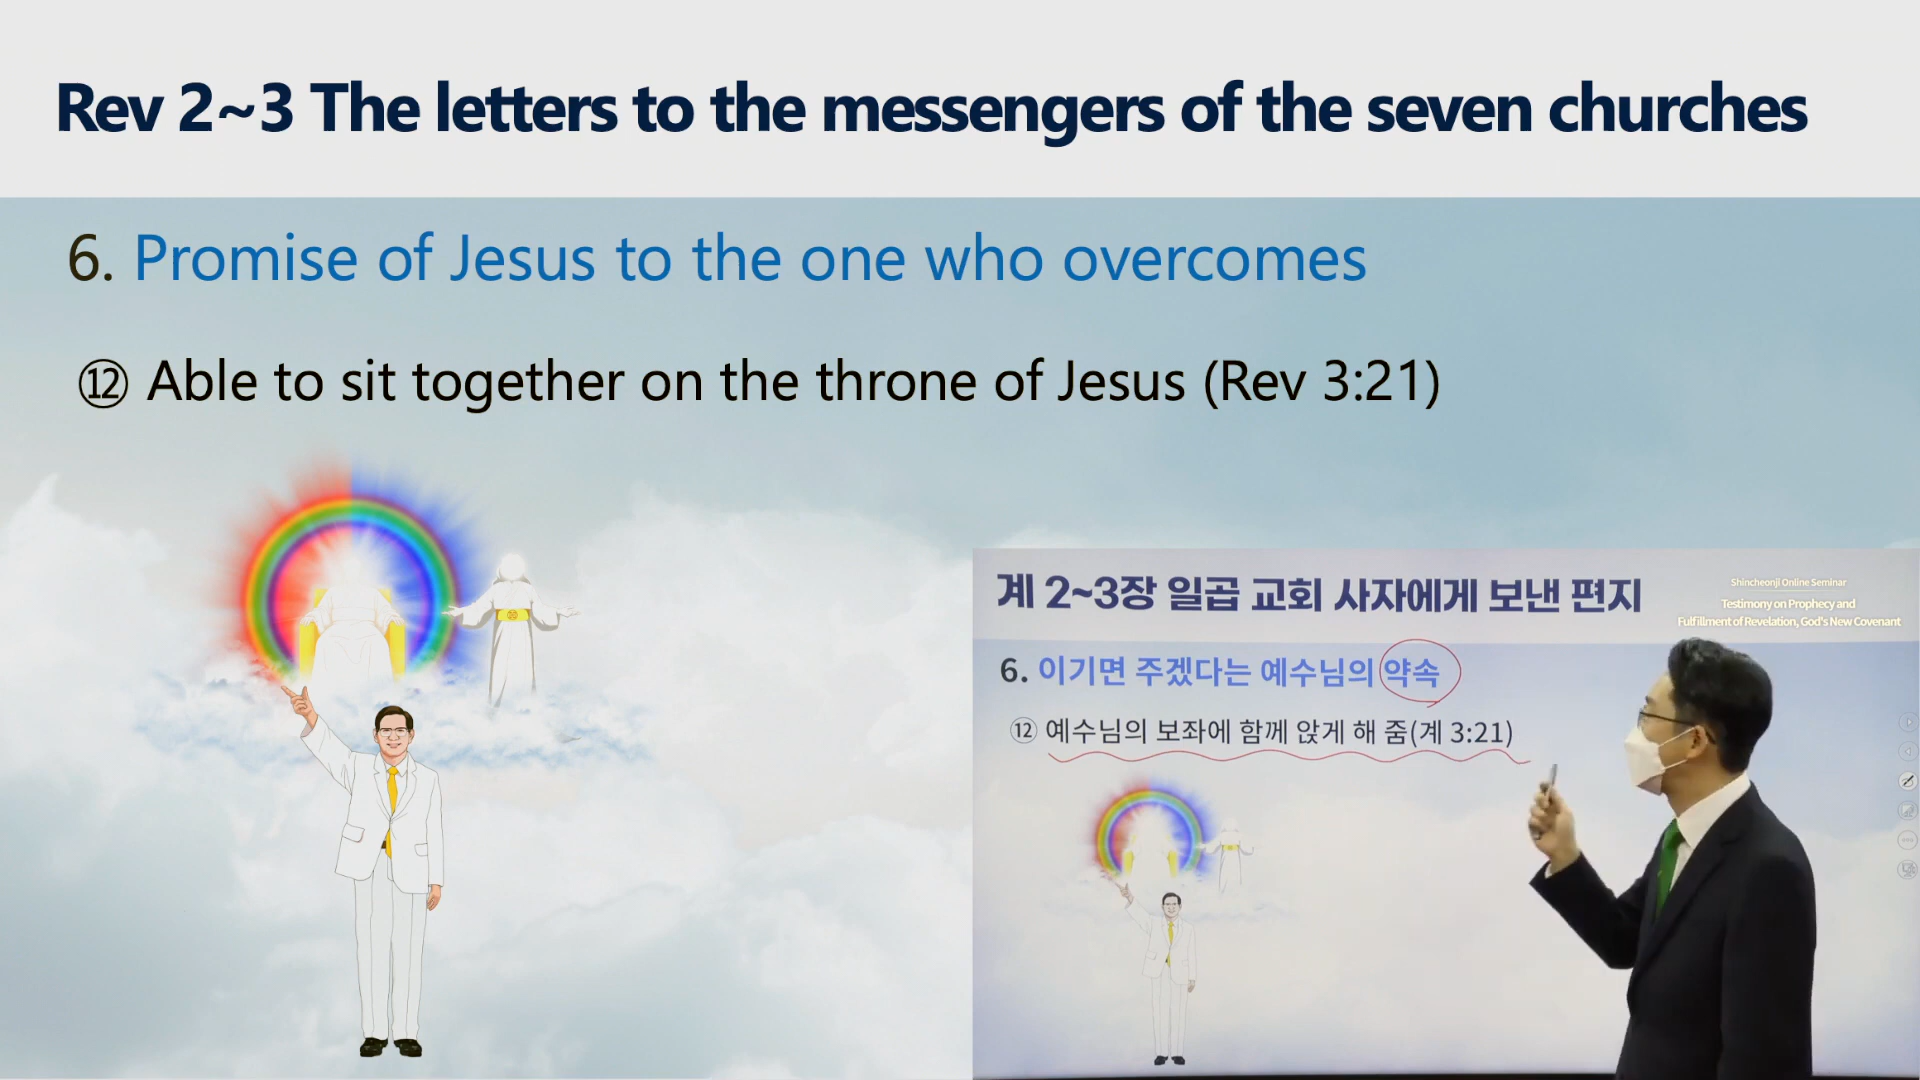 Rev 2~3 The letters to the messengers of the seven churches
6. Promise of Jesus to the one who overcomes
⑫ Able to sit together on the throne of Jesus (Rev 3:21)
계 2~3장 일곱 교회 사자에게 보낸 편지
Shincheonji Online Seminar
Testimony on Prophecy and
Fulfillment of Revelation, God's New Covenant
6. 이기면 주겠다는 예수님의 약속
⑫ 예수님의 보좌에 함께 앉게 해 줌(계 3:21)